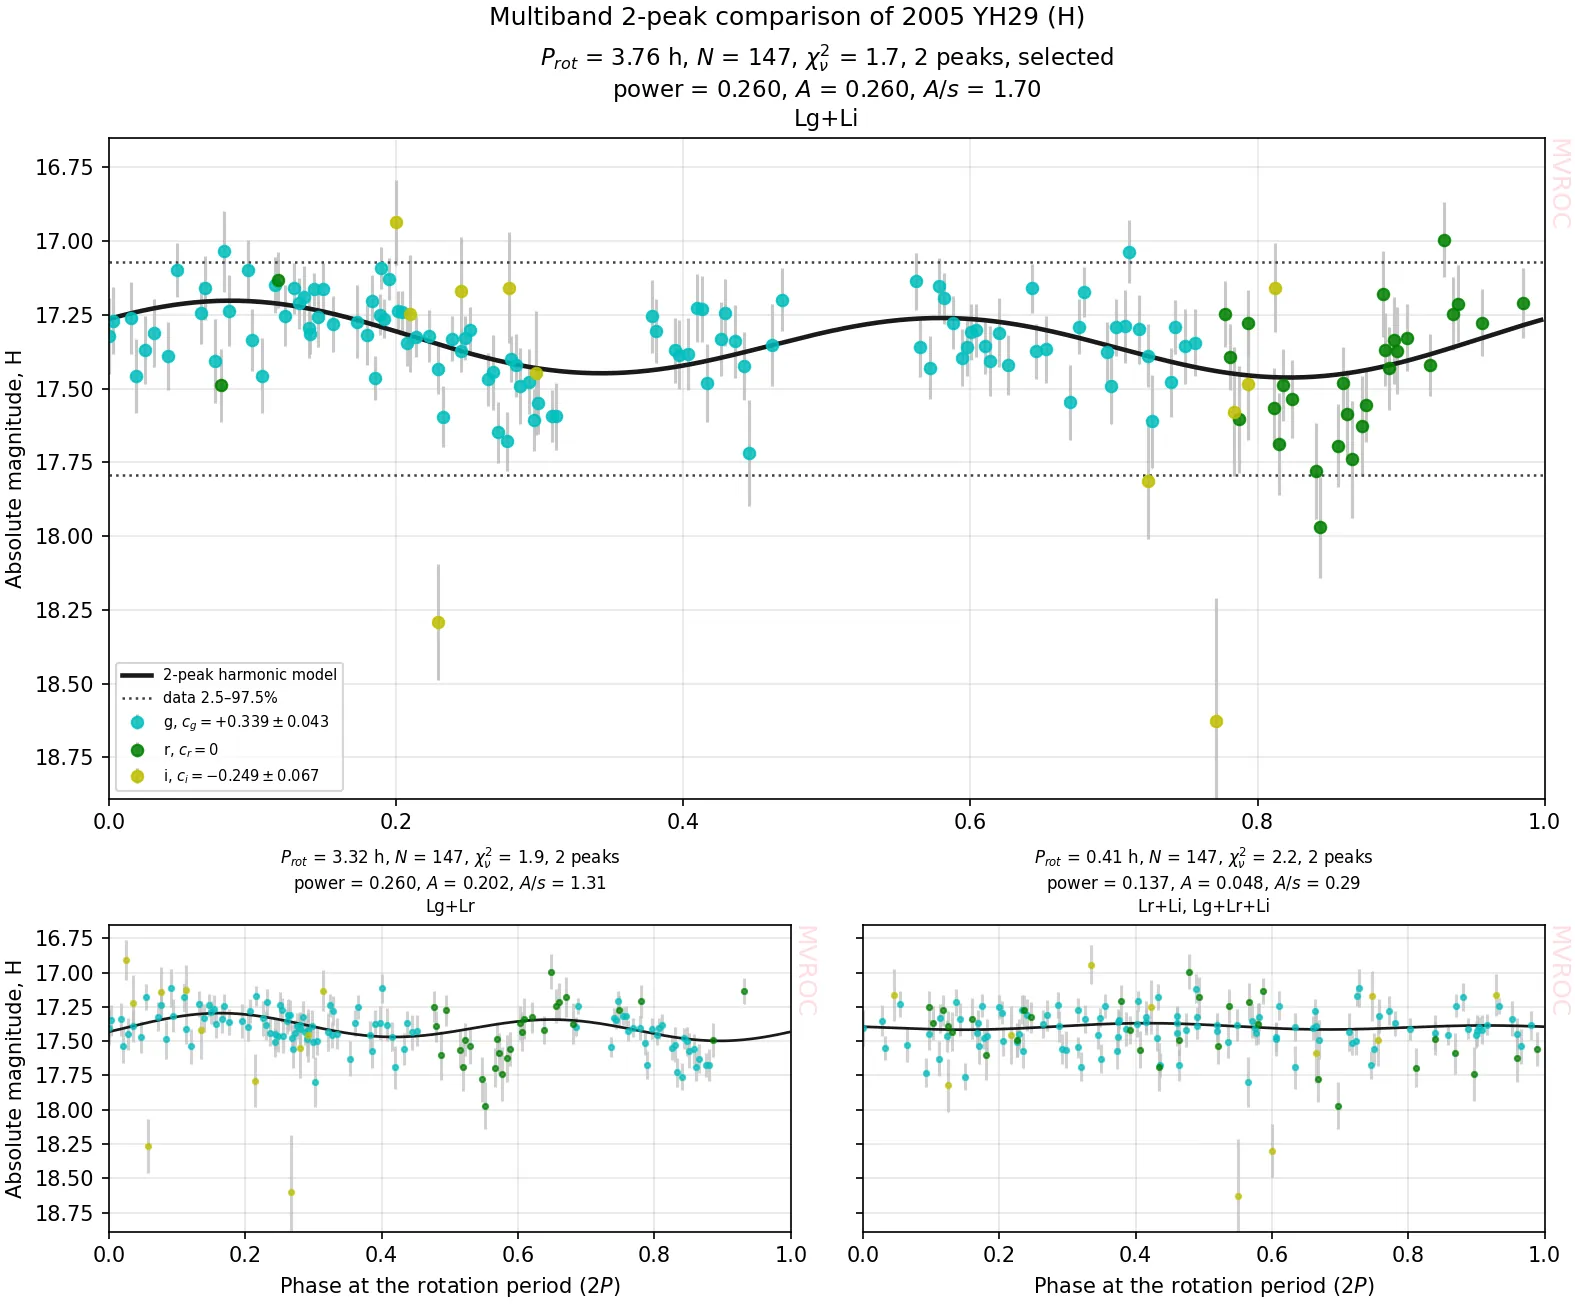 Multiband 2-peak comparison of 2005 YH29 (H)
P_rot = 3.76 h, N = 147, χ²_ν = 1.7, 2 peaks, selected
power = 0.260, A = 0.260, A/s = 1.70
Lg+Li
MVROC
Absolute magnitude, H
16.75
17.00
17.25
17.50
17.75
18.00
18.25
18.50
18.75
2-peak harmonic model
data 2.5–97.5%
g, c_g = +0.339 ± 0.043
r, c_r = 0
i, c_i = −0.249 ± 0.067
0.0 0.2 0.4 0.6 0.8 1.0
P_rot = 3.32 h, N = 147, χ²_ν = 1.9, 2 peaks
power = 0.260, A = 0.202, A/s = 1.31
Lg+Lr
MVROC
Absolute magnitude, H
16.75
17.00
17.25
17.50
17.75
18.00
18.25
18.50
18.75
0.0 0.2 0.4 0.6 0.8 1.0
Phase at the rotation period (2P)
P_rot = 0.41 h, N = 147, χ²_ν = 2.2, 2 peaks
power = 0.137, A = 0.048, A/s = 0.29
Lr+Li, Lg+Lr+Li
MVROC
0.0 0.2 0.4 0.6 0.8 1.0
Phase at the rotation period (2P)